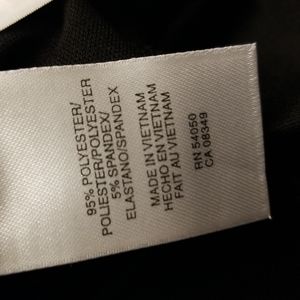 95% POLYESTER/
POLIESTER/POLYESTER
5% SPANDEX/
ELASTANO/SPANDEX
MADE IN VIETNAM
HECHO EN VIETNAM
FAIT AU VIETNAM
RN 54050
CA 08349